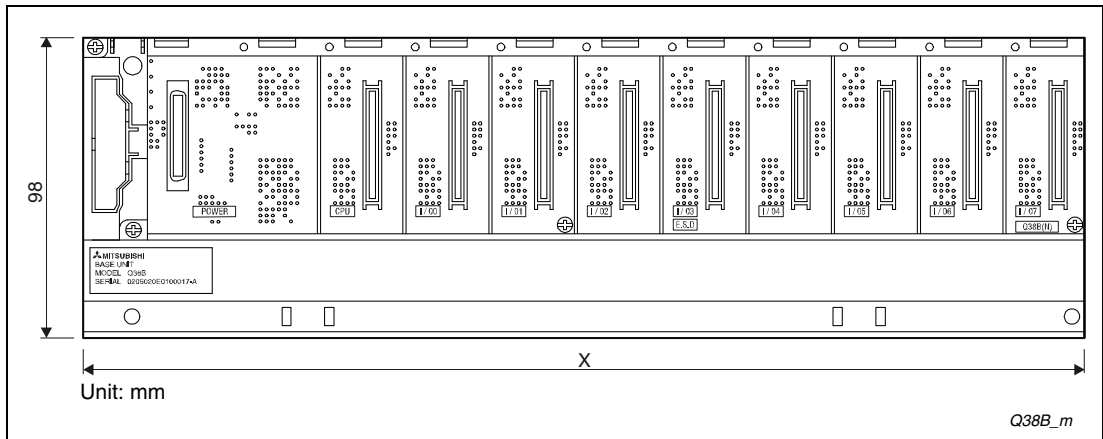 98
POWER
CPU
I / 00
I / 01
I / 02
I / 03
E.S.D
I / 04
I / 05
I / 06
I / 07
Q38B(N)
MITSUBISHI
BASE UNIT
MODEL Q38B
SERIAL 0205020E0100017-A
X
Unit: mm
Q38B_m